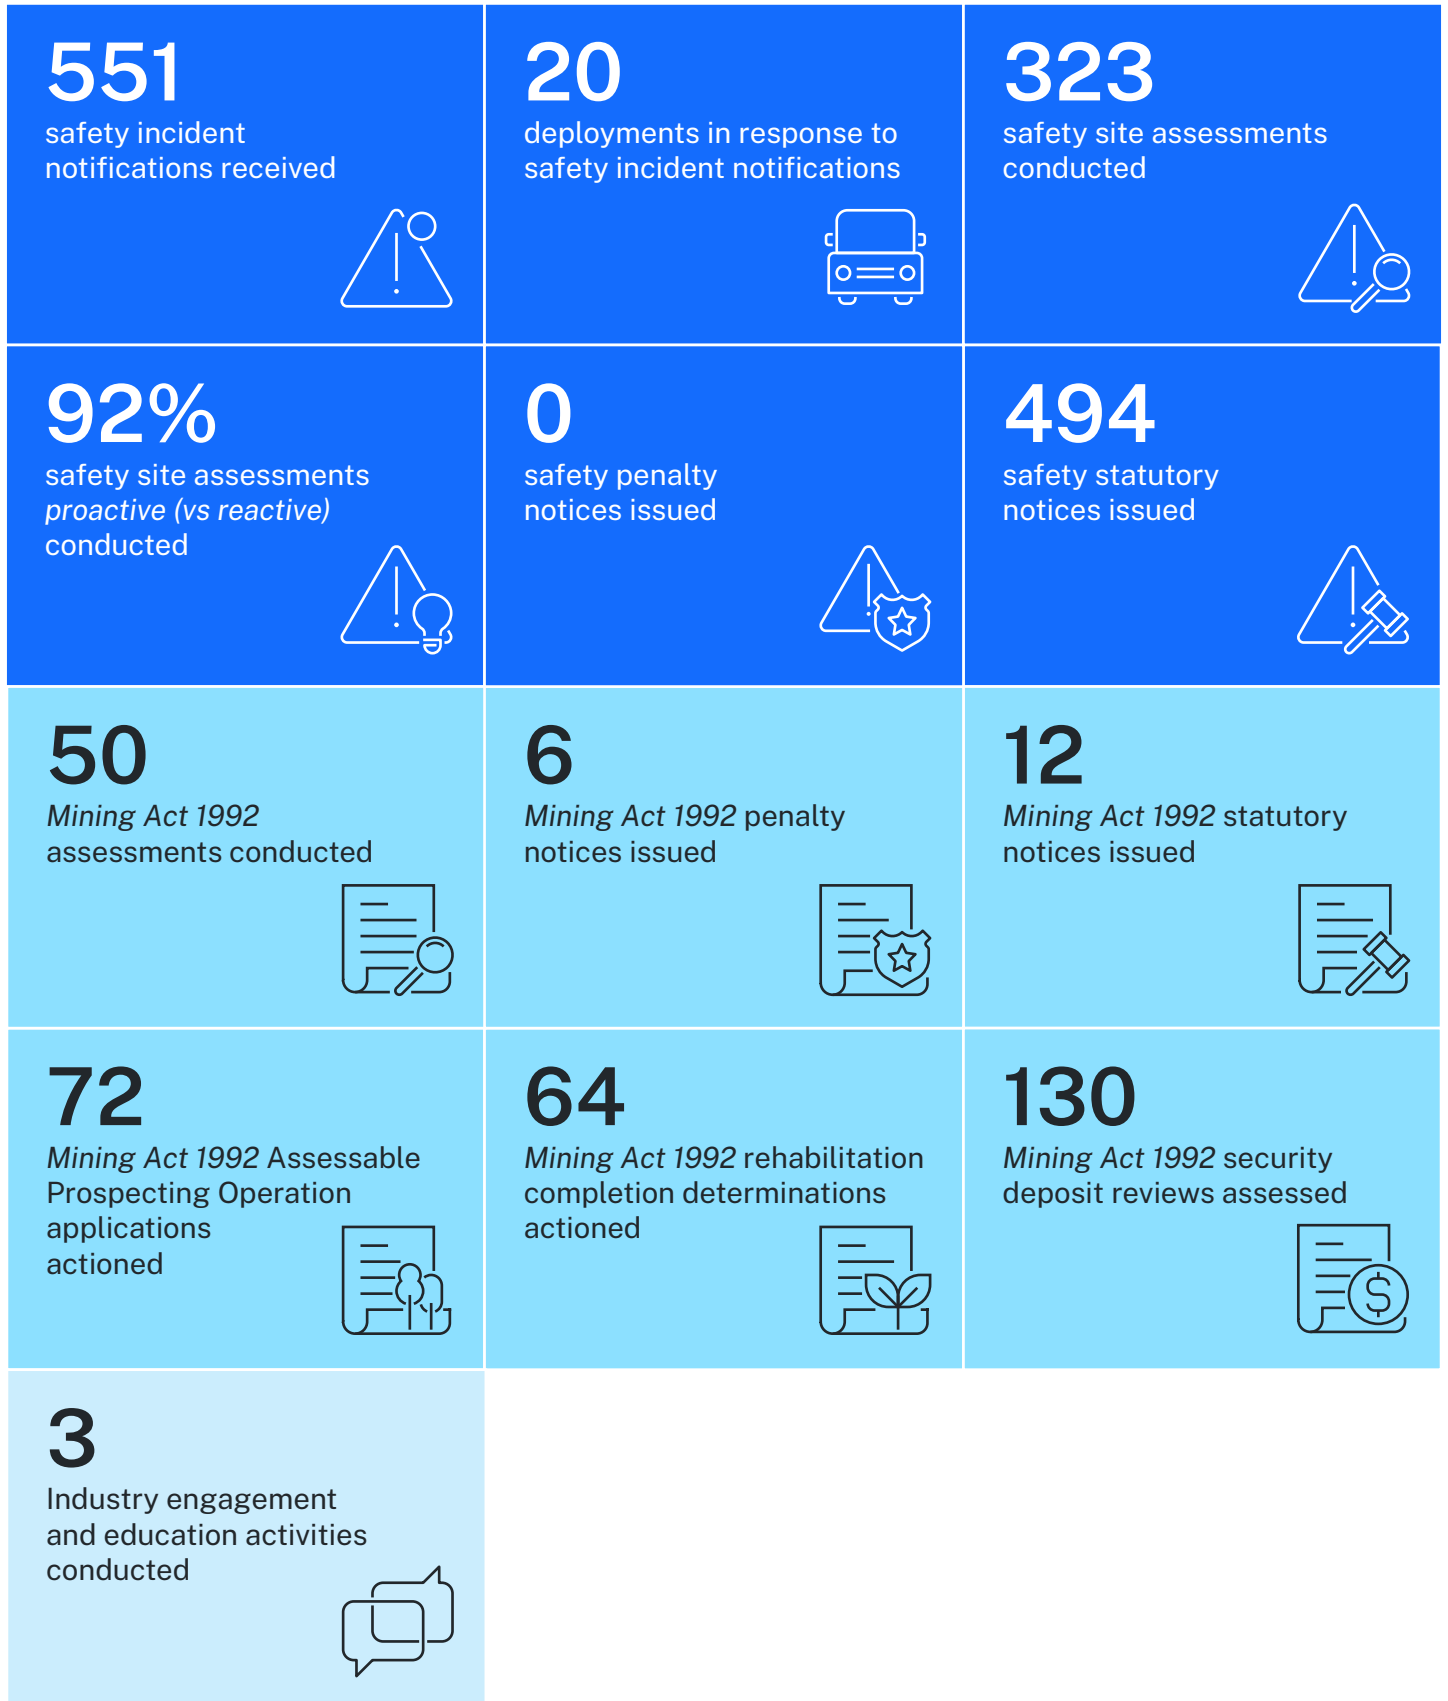 551
safety incident
notifications received
20
deployments in response to
safety incident notifications
323
safety site assessments
conducted
92%
safety site assessments
proactive (vs reactive)
conducted
0
safety penalty
notices issued
494
safety statutory
notices issued
50
Mining Act 1992
assessments conducted
6
Mining Act 1992 penalty
notices issued
12
Mining Act 1992 statutory
notices issued
72
Mining Act 1992 Assessable
Prospecting Operation
applications
actioned
64
Mining Act 1992 rehabilitation
completion determinations
actioned
130
Mining Act 1992 security
deposit reviews assessed
3
Industry engagement
and education activities
conducted